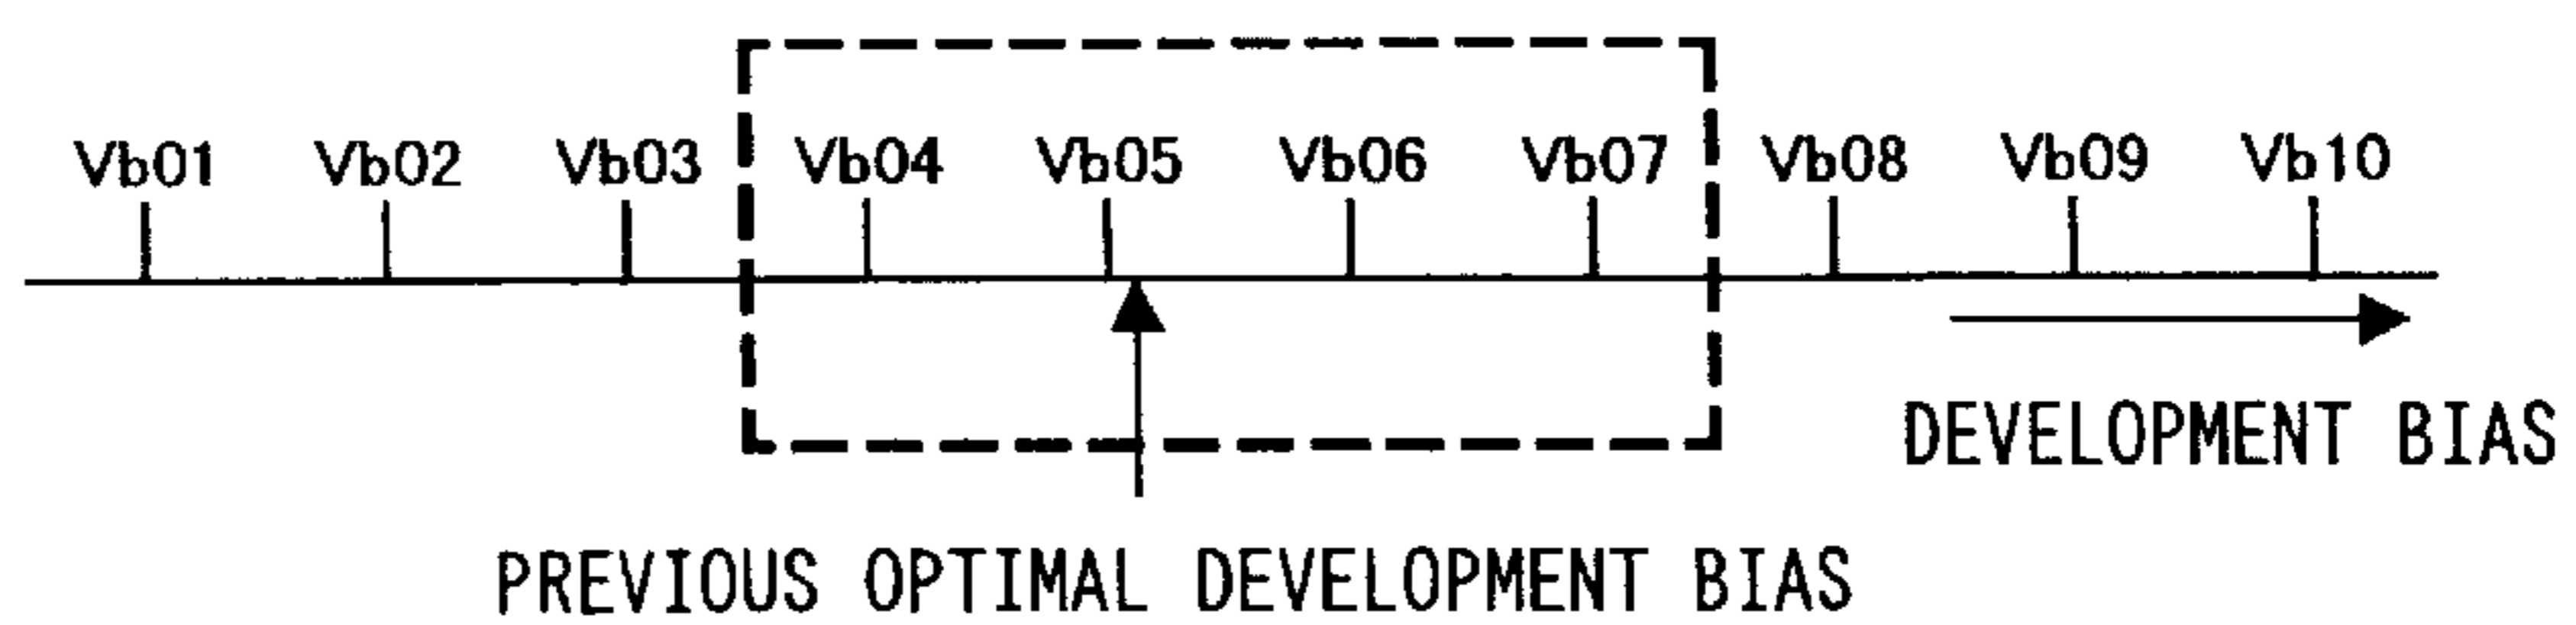 Vb01 Vb02 Vb03 Vb04 Vb05 Vb06 Vb07 Vb08 Vb09 Vb10
DEVELOPMENT BIAS
PREVIOUS OPTIMAL DEVELOPMENT BIAS